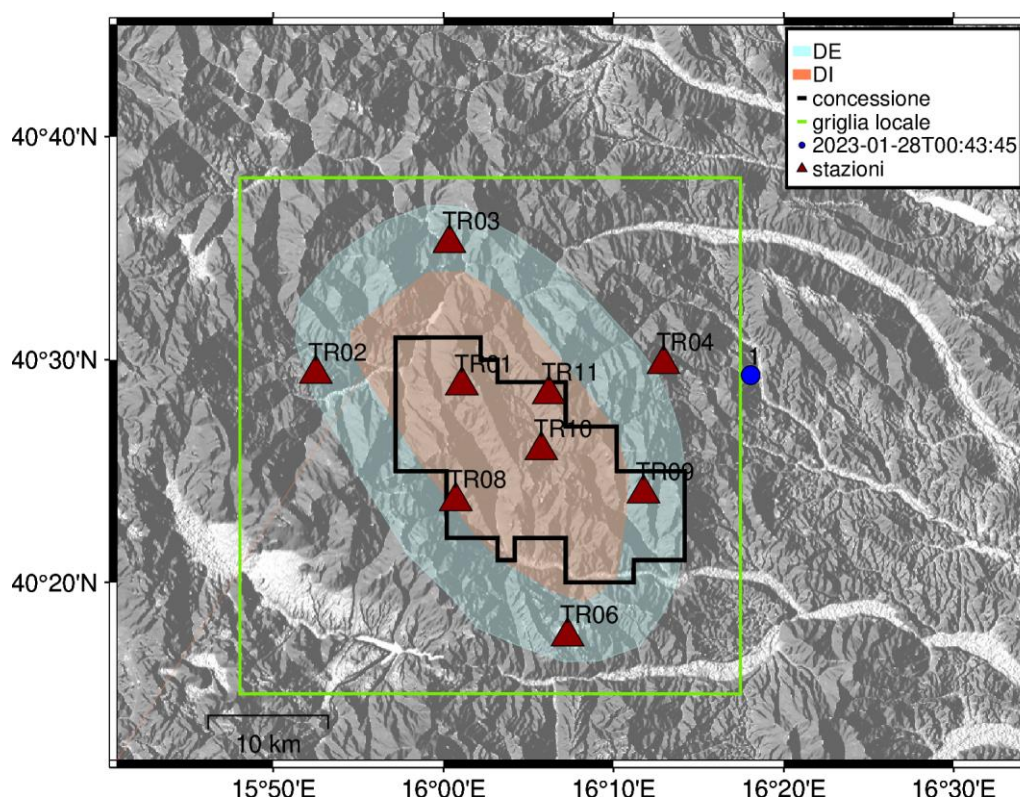 DE
DI
concessione
griglia locale
2023-01-28T00:43:45
stazioni
40°40'N
40°30'N
40°20'N
TR03
TR02
TR04
1
TR01
TR11
TR10
TR08
TR09
TR06
10 km
15°50'E
16°00'E
16°10'E
16°20'E
16°30'E